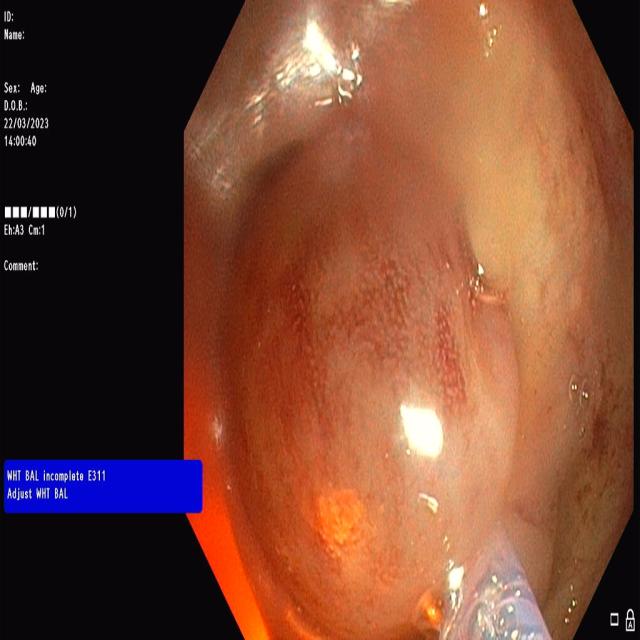 ID:
Name:
Sex: Age:
D.O.B.:
22/03/2023
14:00:40
■■■/■■■(0/1)
Eh:A3 Cm:1
Comment:
WHT BAL incomplete E311
Adjust WHT BAL
A